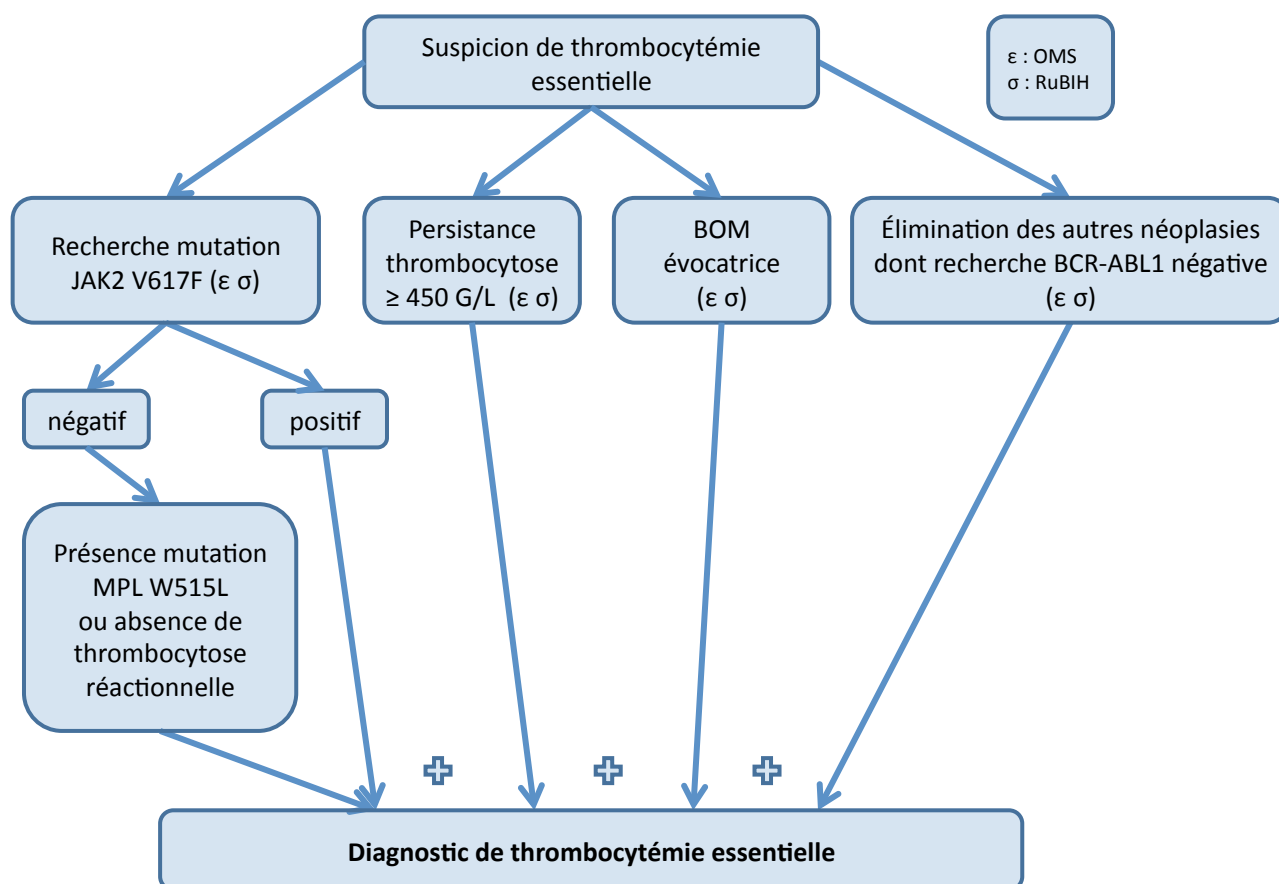 Suspicion de thrombocytémie
essentielle
ε : OMS
σ : RuBIH
Recherche mutation
JAK2 V617F (ε σ)
Persistance
thrombocytose
≥ 450 G/L (ε σ)
BOM
évocatrice
(ε σ)
Élimination des autres néoplasies
dont recherche BCR-ABL1 négative
(ε σ)
négatif
positif
Présence mutation
MPL W515L
ou absence de
thrombocytose
réactionnelle
Diagnostic de thrombocytémie essentielle